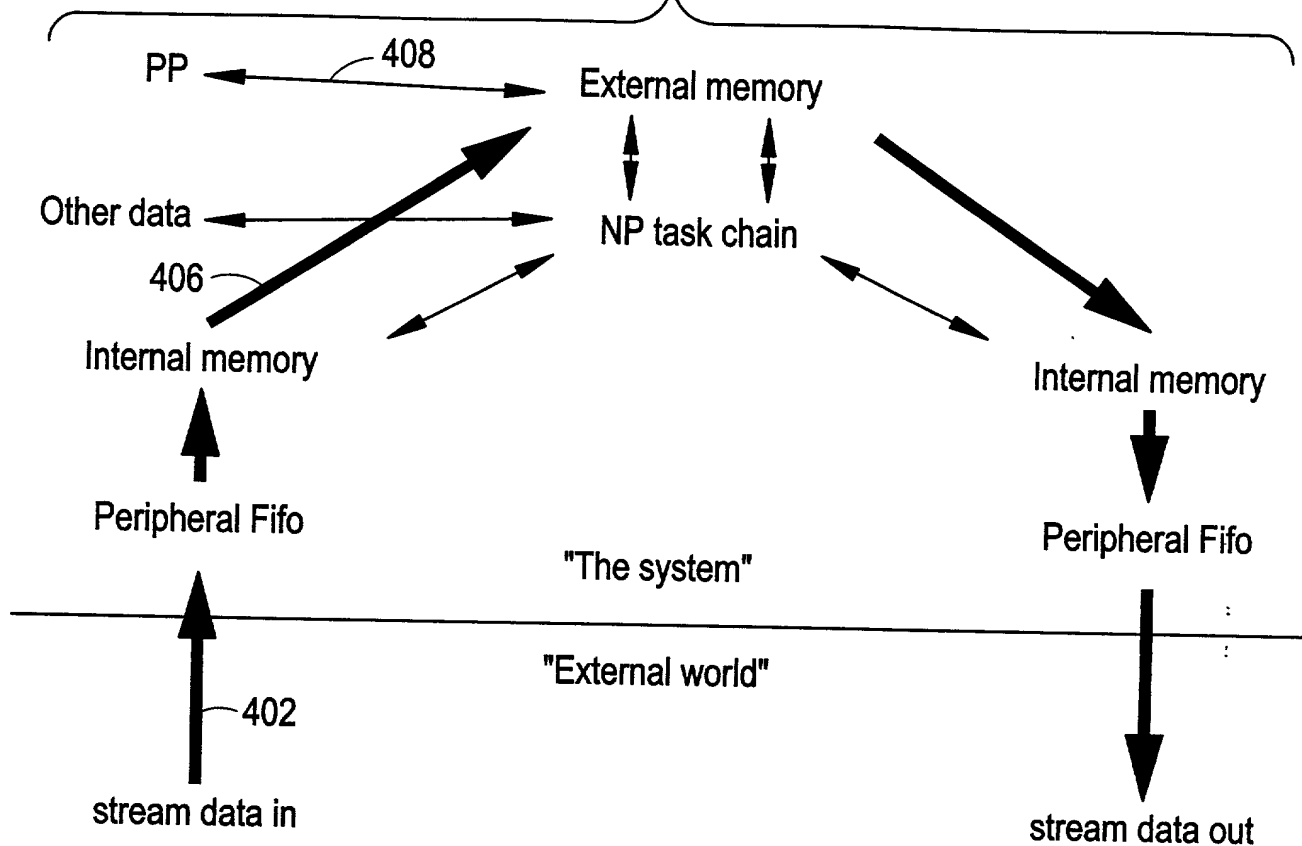 408
PP
External memory
Other data
NP task chain
406
Internal memory
Internal memory
Peripheral Fifo
Peripheral Fifo
"The system"
"External world"
402
stream data in
stream data out